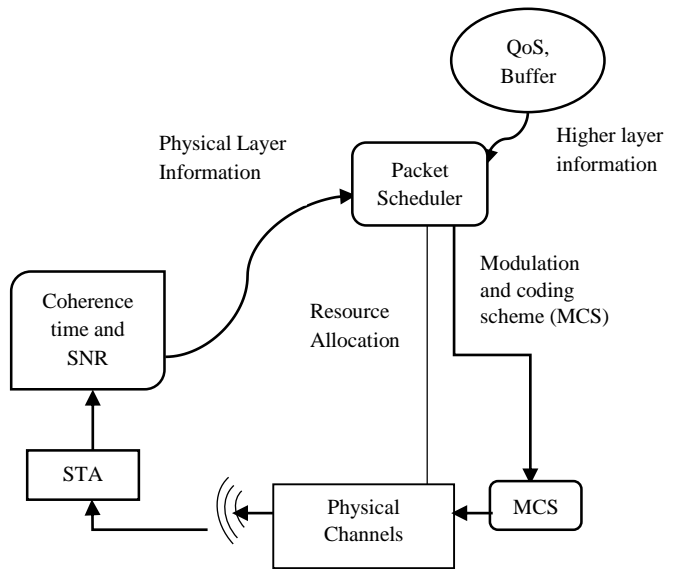 QoS,
Buffer
Physical Layer
Information
Higher layer
information
Packet
Scheduler
Modulation
and coding
scheme (MCS)
Coherence
time and
SNR
Resource
Allocation
STA
Physical
Channels
MCS